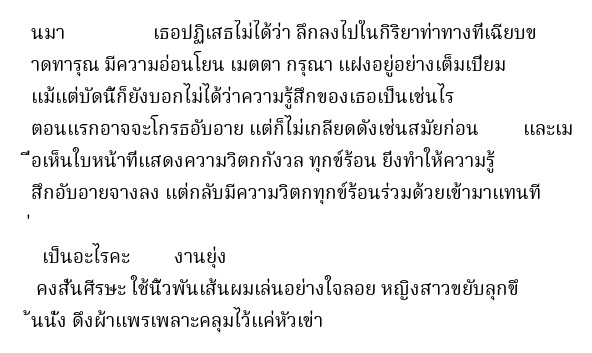 นมา เธอปฏิเสธไม่ได้ว่า ลึกลงไปในกิริยาท่าทางที่เฉียบข
าดทารุณ มีความอ่อนโยน เมตตา กรุณา แฝงอยู่อย่างเต็มเปี่ยม
แม้แต่บัดนี้ก็ยังบอกไม่ได้ว่าความรู้สึกของเธอเป็นเช่นไร
ตอนแรกอาจจะโกรธอับอาย แต่ก็ไม่เกลียดดังเช่นสมัยก่อน และเม
ื่อเห็นใบหน้าที่แสดงความวิตกกังวล ทุกข์ร้อน ยิ่งทำให้ความรู้
สึกอับอายจางลง แต่กลับมีความวิตกทุกข์ร้อนร่วมด้วยเข้ามาแทนที
่
เป็นอะไรคะ งานยุ่ง
คงสั่นศีรษะ ใช้นิ้วพันเส้นผมเล่นอย่างใจลอย หญิงสาวขยับลุกขึ
้นนั่ง ดึงผ้าแพรเพลาะคลุมไว้แค่หัวเข่า